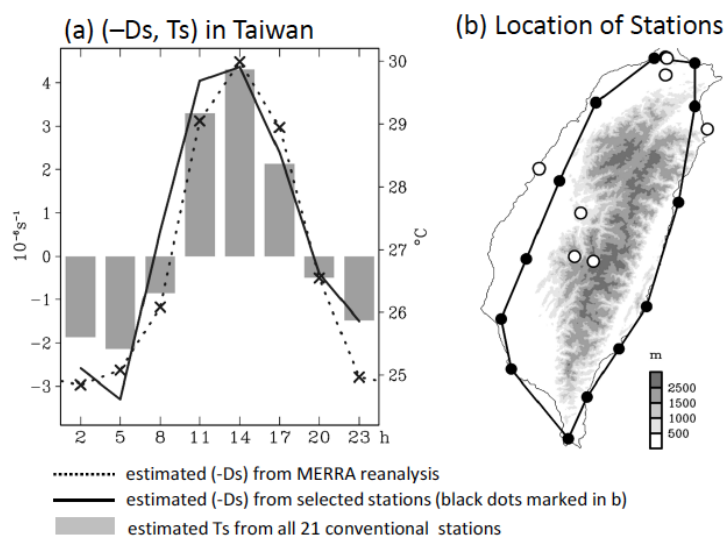 (a) (−Ds, Ts) in Taiwan
(b) Location of Stations
4
3
2
1
0
−1
−2
−3
10⁻⁶s⁻¹
30
29
28
27
26
25
°C
2 5 8 11 14 17 20 23 h
m
2500
1500
1000
500
estimated (-Ds) from MERRA reanalysis
estimated (-Ds) from selected stations (black dots marked in b)
estimated Ts from all 21 conventional stations